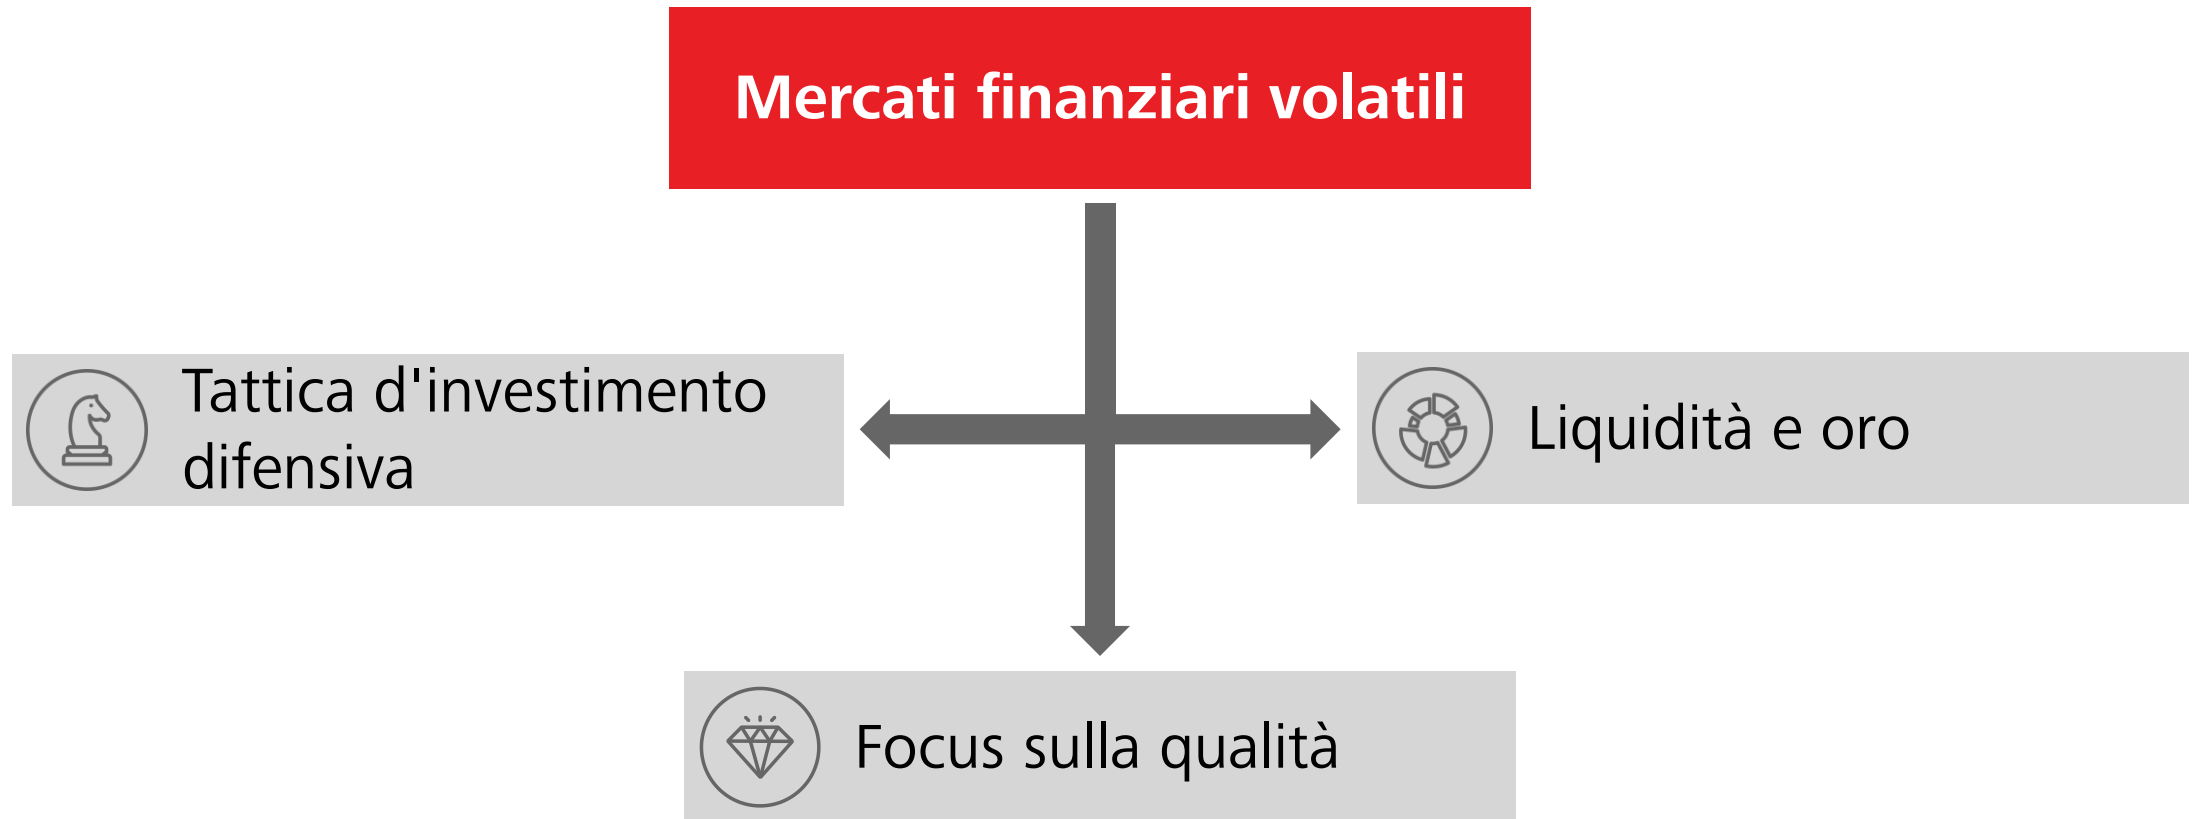 Mercati finanziari volatili
Tattica d'investimento
difensiva
Liquidità e oro
Focus sulla qualità